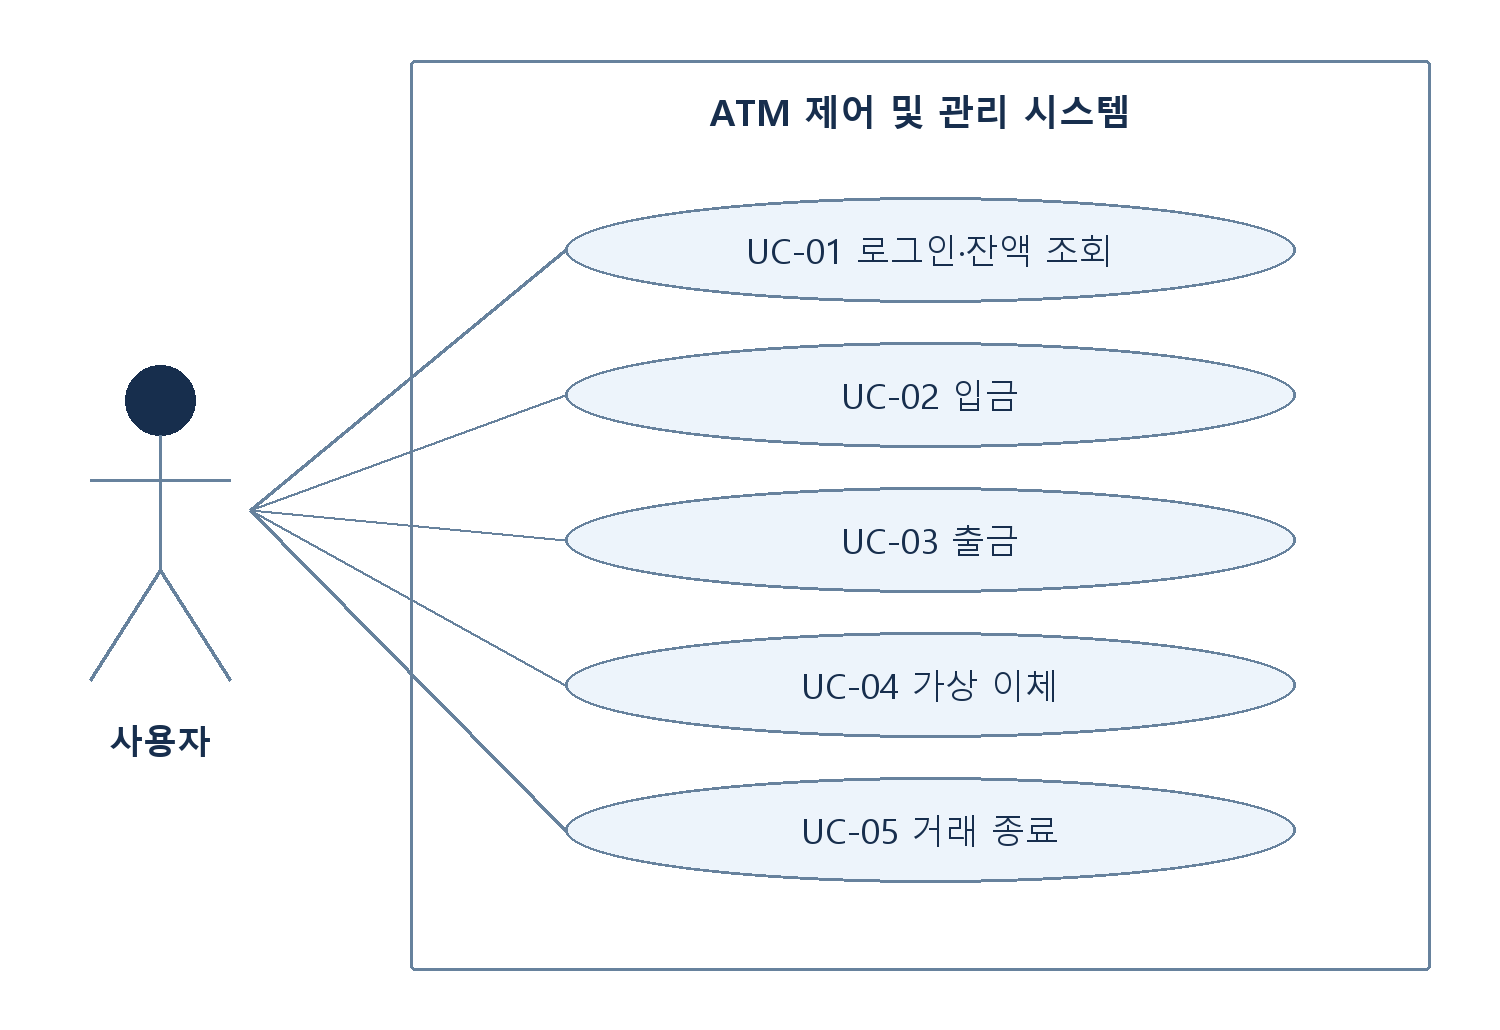 ATM 제어 및 관리 시스템
UC-01 로그인·잔액 조회
UC-02 입금
UC-03 출금
UC-04 가상 이체
UC-05 거래 종료
사용자